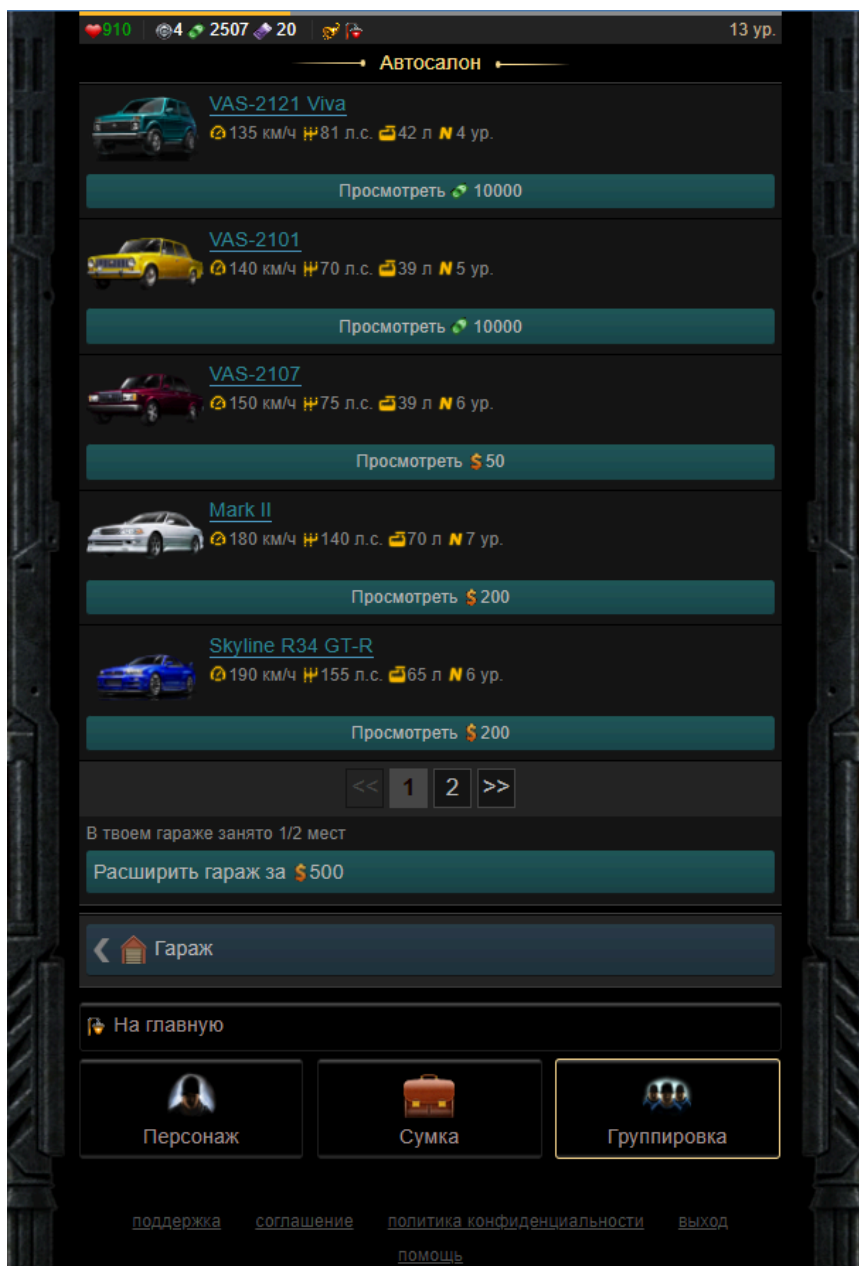 910 4 2507 20 13 ур.
Автосалон
VAS-2121 Viva
135 км/ч 81 л.с. 42 л N 4 ур.
Просмотреть 10000
VAS-2101
140 км/ч 70 л.с. 39 л N 5 ур.
Просмотреть 10000
VAS-2107
150 км/ч 75 л.с. 39 л N 6 ур.
Просмотреть $ 50
Mark II
180 км/ч 140 л.с. 70 л N 7 ур.
Просмотреть $ 200
Skyline R34 GT-R
190 км/ч 155 л.с. 65 л N 6 ур.
Просмотреть $ 200
<< 1 2 >>
В твоем гараже занято 1/2 мест
Расширить гараж за $ 500
Гараж
На главную
Персонаж Сумка Группировка
поддержка соглашение политика конфиденциальности выход
помощь